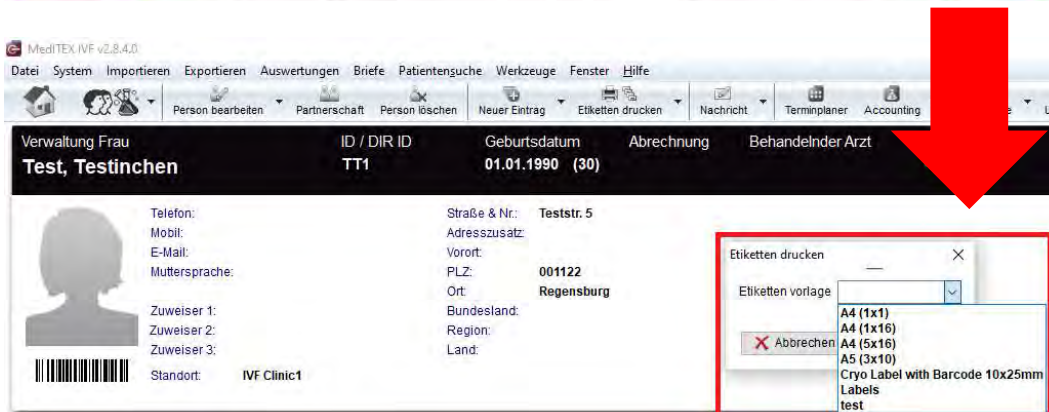 MedITEX IVF v2.8.4.0
Datei System Importieren Exportieren Auswertungen Briefe Patientensuche Werkzeuge Fenster Hilfe
Person bearbeiten Partnerschaft Person löschen Neuer Eintrag Etiketten drucken Nachricht Terminplaner Accounting
Verwaltung Frau ID / DIR ID Geburtsdatum Abrechnung Behandelnder Arzt
Test, Testinchen TT1 01.01.1990 (30)
Telefon: Straße & Nr.: Teststr. 5
Mobil: Adresszusatz:
E-Mail: Vorort:
Muttersprache: PLZ: 001122
Ort: Regensburg
Zuweiser 1: Bundesland:
Zuweiser 2: Region:
Zuweiser 3: Land:
Standort: IVF Clinic1
Etiketten drucken
Etiketten vorlage
A4 (1x1)
A4 (1x16)
Abbrechen A4 (5x16)
A5 (3x10)
Cryo Label with Barcode 10x25mm
Labels
test